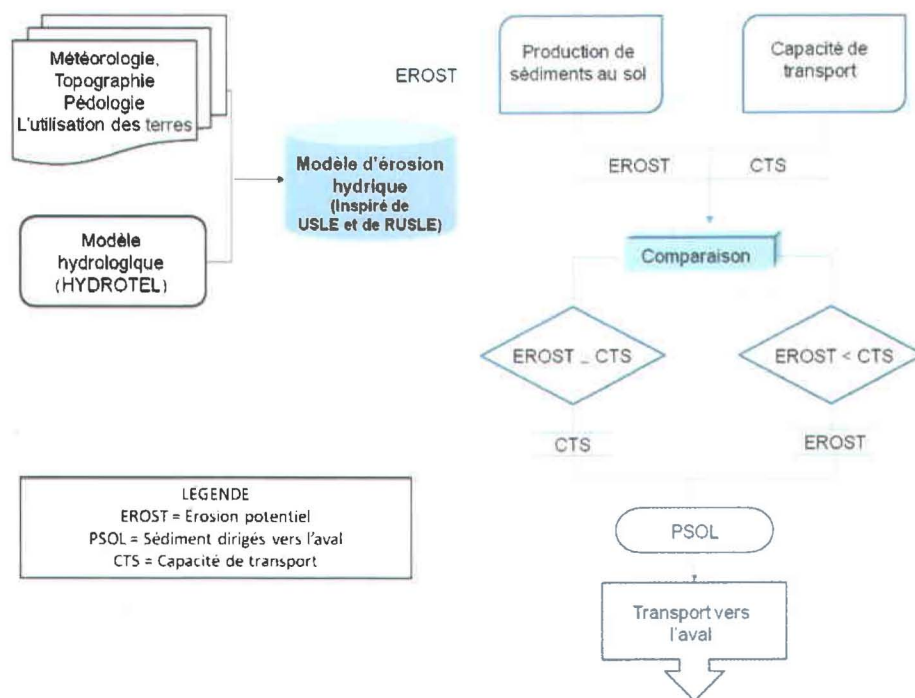 Météorologie,
Topographie
Pédologie
L'utilisation des terres
Modèle
hydrologique
(HYDROTEL)
Modèle d'érosion
hydrique
(Inspiré de
USLE et de RUSLE)
EROST
Production de
sédiments au sol
Capacité de
transport
EROST
CTS
Comparaison
EROST _ CTS
EROST < CTS
CTS
EROST
PSOL
Transport vers
l'aval
LÉGENDE
EROST = Erosion potentiel
PSOL = Sédiment dirigés vers l'aval
CTS = Capacité de transport